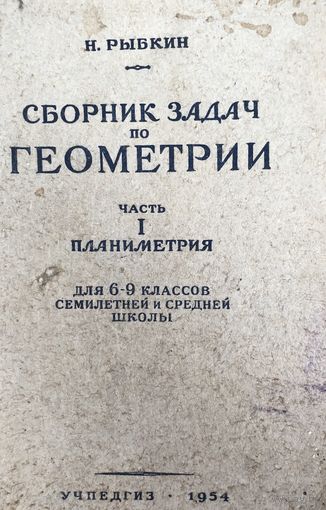 Н. РЫБКИН
СБОРНИК ЗАДАЧ
ПО
ГЕОМЕТРИИ
ЧАСТЬ
I
ПЛАНИМЕТРИЯ
ДЛЯ 6-9 КЛАССОВ
СЕМИЛЕТНЕЙ И СРЕДНЕЙ
ШКОЛЫ
УЧПЕДГИЗ · 1954